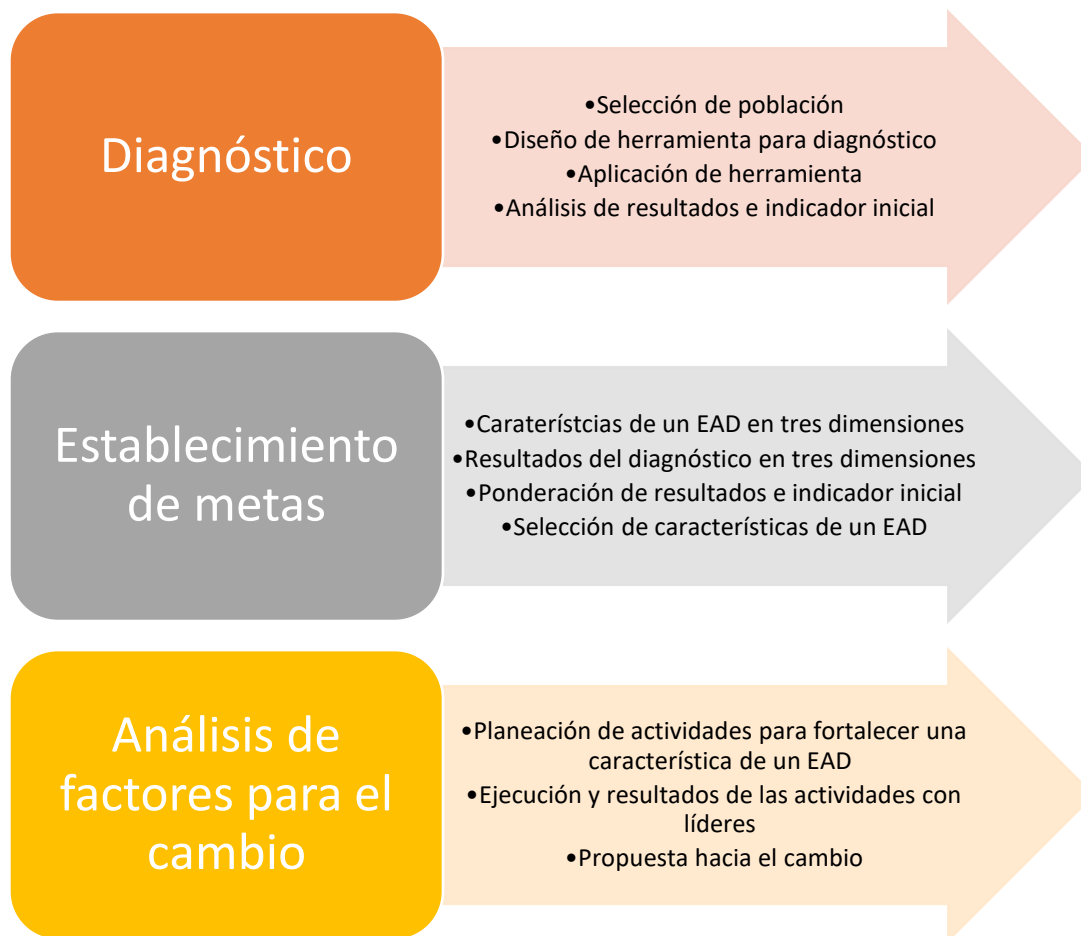 Diagnóstico
•Selección de población
•Diseño de herramienta para diagnóstico
•Aplicación de herramienta
•Análisis de resultados e indicador inicial
Establecimiento
de metas
•Caraterístcias de un EAD en tres dimensiones
•Resultados del diagnóstico en tres dimensiones
•Ponderación de resultados e indicador inicial
•Selección de características de un EAD
Análisis de
factores para el
cambio
•Planeación de actividades para fortalecer una
característica de un EAD
•Ejecución y resultados de las actividades con
líderes
•Propuesta hacia el cambio